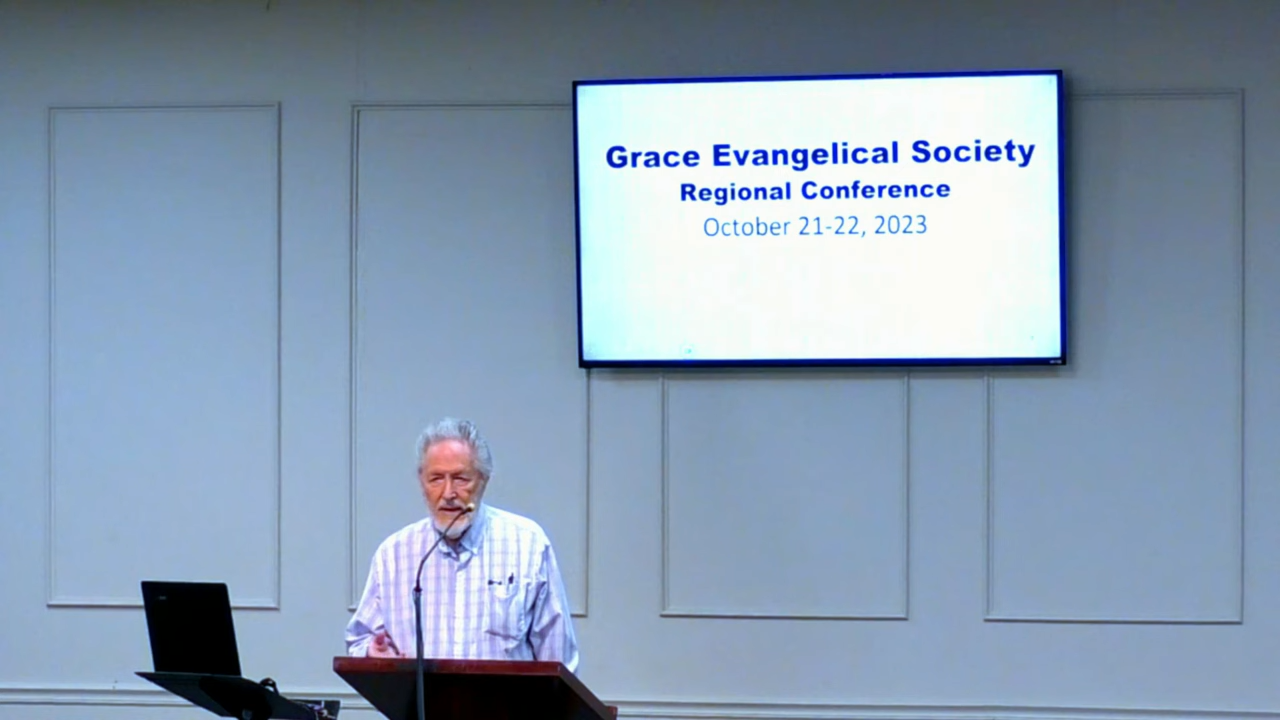 Grace Evangelical Society
Regional Conference
October 21-22, 2023